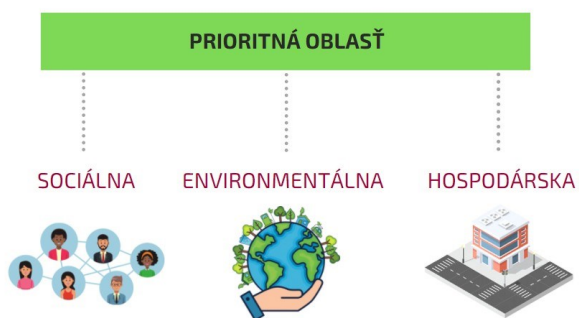 PRIORITNÁ OBLASŤ
SOCIÁLNA
ENVIRONMENTÁLNA
HOSPODÁRSKA